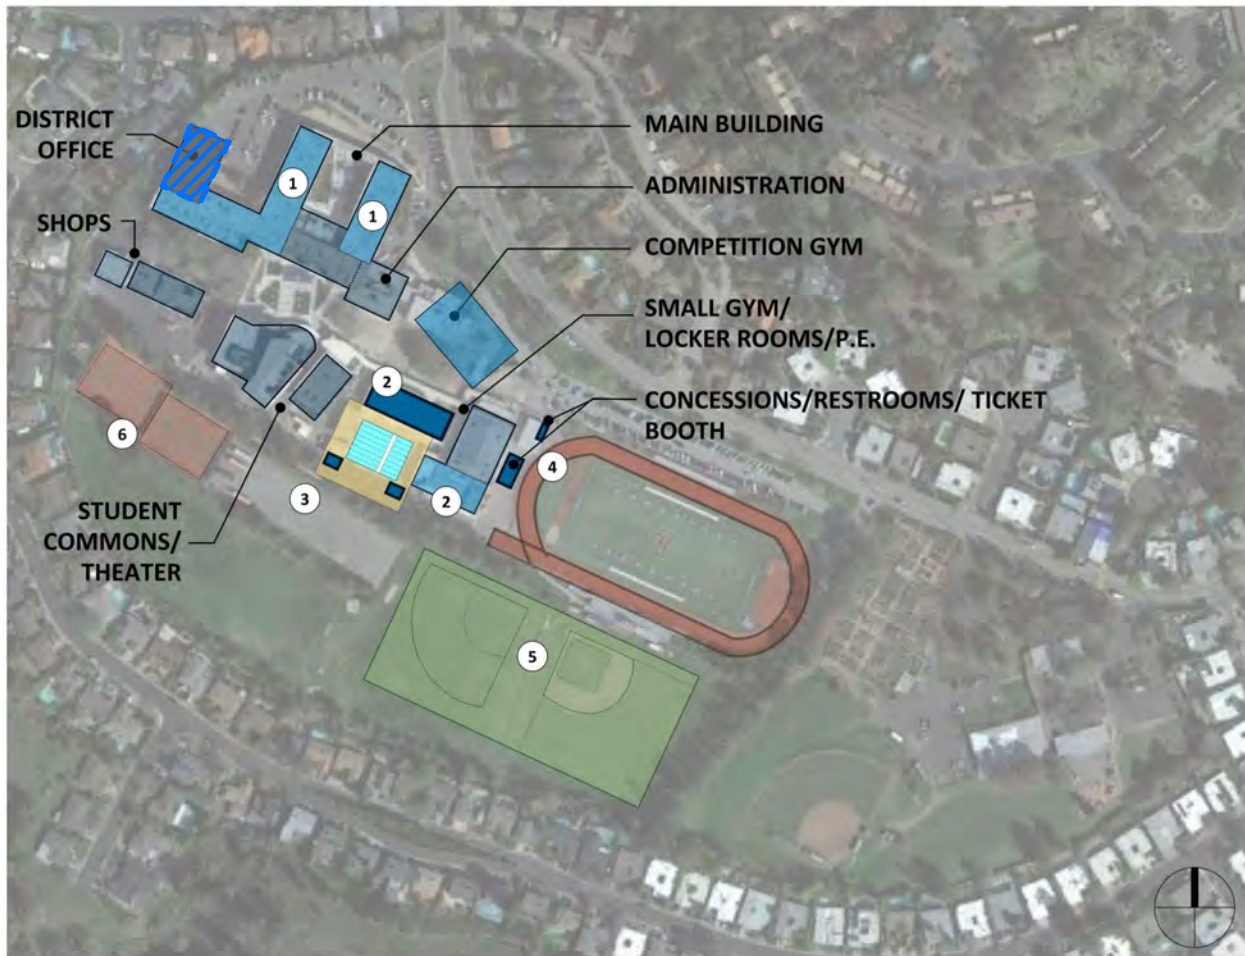 DISTRICT
OFFICE
MAIN BUILDING
ADMINISTRATION
SHOPS
COMPETITION GYM
SMALL GYM/
LOCKER ROOMS/P.E.
CONCESSIONS/RESTROOMS/ TICKET
BOOTH
STUDENT
COMMONS/
THEATER
1
1
2
2
3
4
5
6